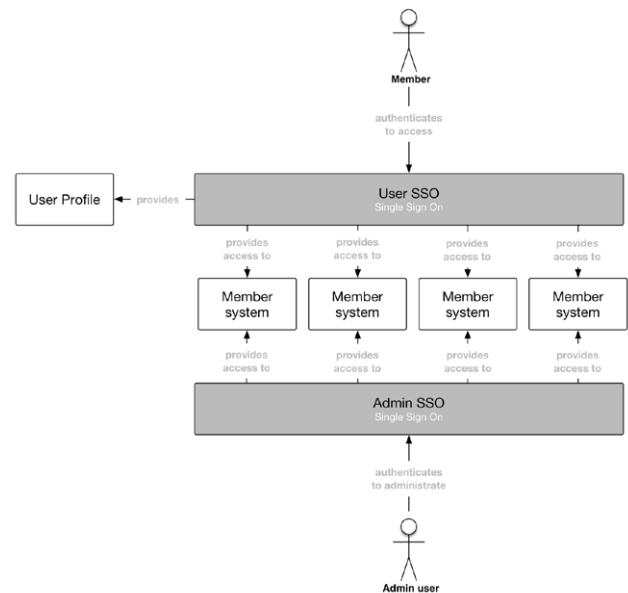 Member
authenticates
to access
User Profile
provides
User SSO
Single Sign On
provides
access to
provides
access to
provides
access to
provides
access to
Member
system
Member
system
Member
system
Member
system
provides
access to
provides
access to
provides
access to
provides
access to
Admin SSO
Single Sign On
authenticates
to administrate
Admin user